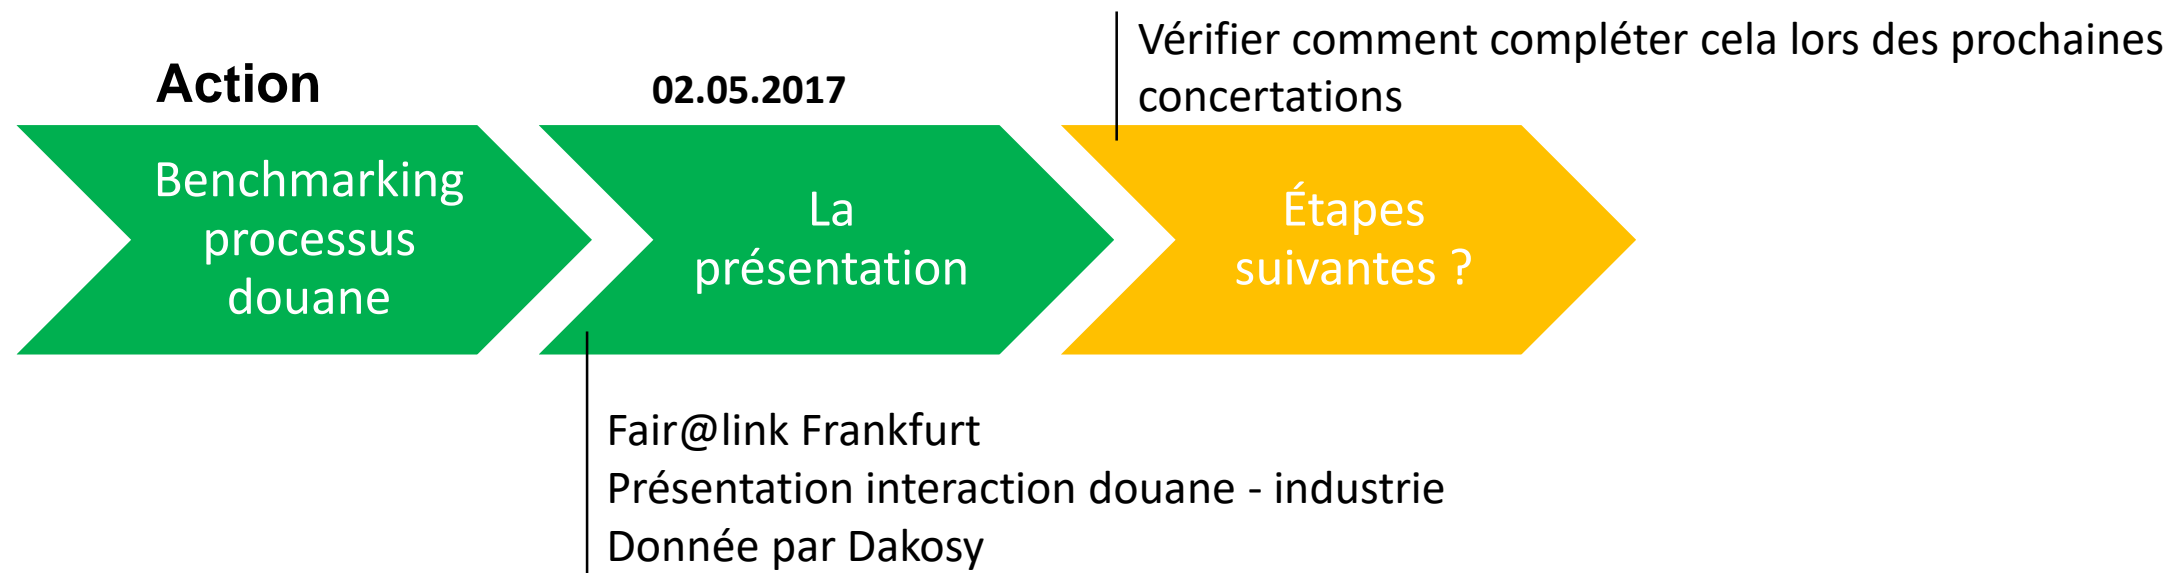 Action
Benchmarking
processus
douane
02.05.2017
La
présentation
Fair@link Frankfurt
Présentation interaction douane - industrie
Donnée par Dakosy
Vérifier comment compléter cela lors des prochaines
concertations
Étapes
suivantes ?